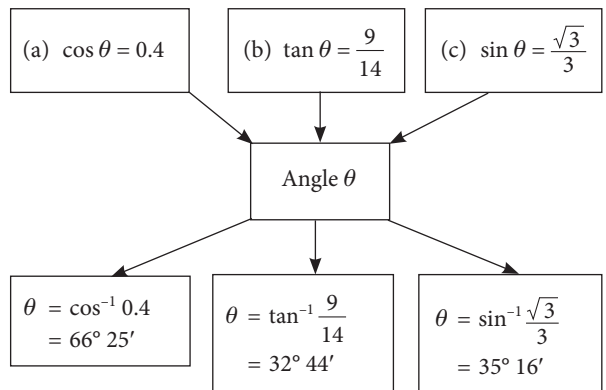 (a) cos θ = 0.4
(b) tan θ = 9/14
(c) sin θ = √3/3
Angle θ
θ = cos⁻¹ 0.4
= 66° 25′
θ = tan⁻¹ 9/14
= 32° 44′
θ = sin⁻¹ √3/3
= 35° 16′